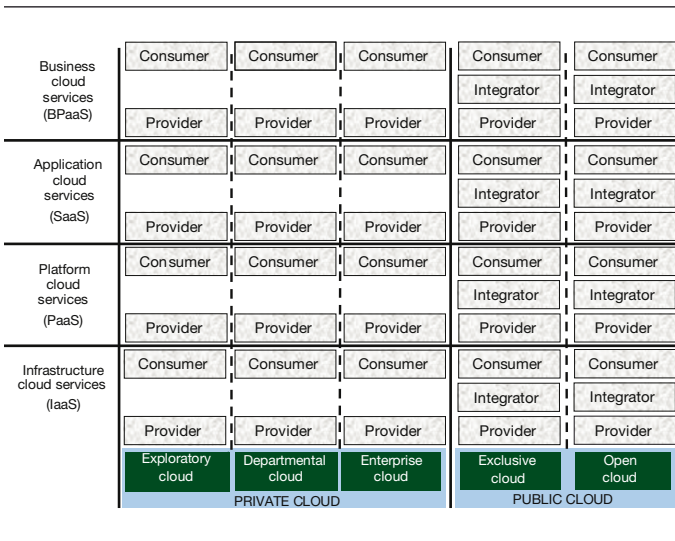 Business
cloud
services
(BPaaS)
Consumer Consumer Consumer Consumer Consumer
Integrator Integrator
Provider Provider Provider Provider Provider
Application
cloud
services
(SaaS)
Consumer Consumer Consumer Consumer Consumer
Integrator Integrator
Provider Provider Provider Provider Provider
Platform
cloud
services
(PaaS)
Consumer Consumer Consumer Consumer Consumer
Integrator Integrator
Provider Provider Provider Provider Provider
Infrastructure
cloud services
(IaaS)
Consumer Consumer Consumer Consumer Consumer
Integrator Integrator
Provider Provider Provider Provider Provider
Exploratory
cloud
Departmental
cloud
Enterprise
cloud
Exclusive
cloud
Open
cloud
PRIVATE CLOUD
PUBLIC CLOUD